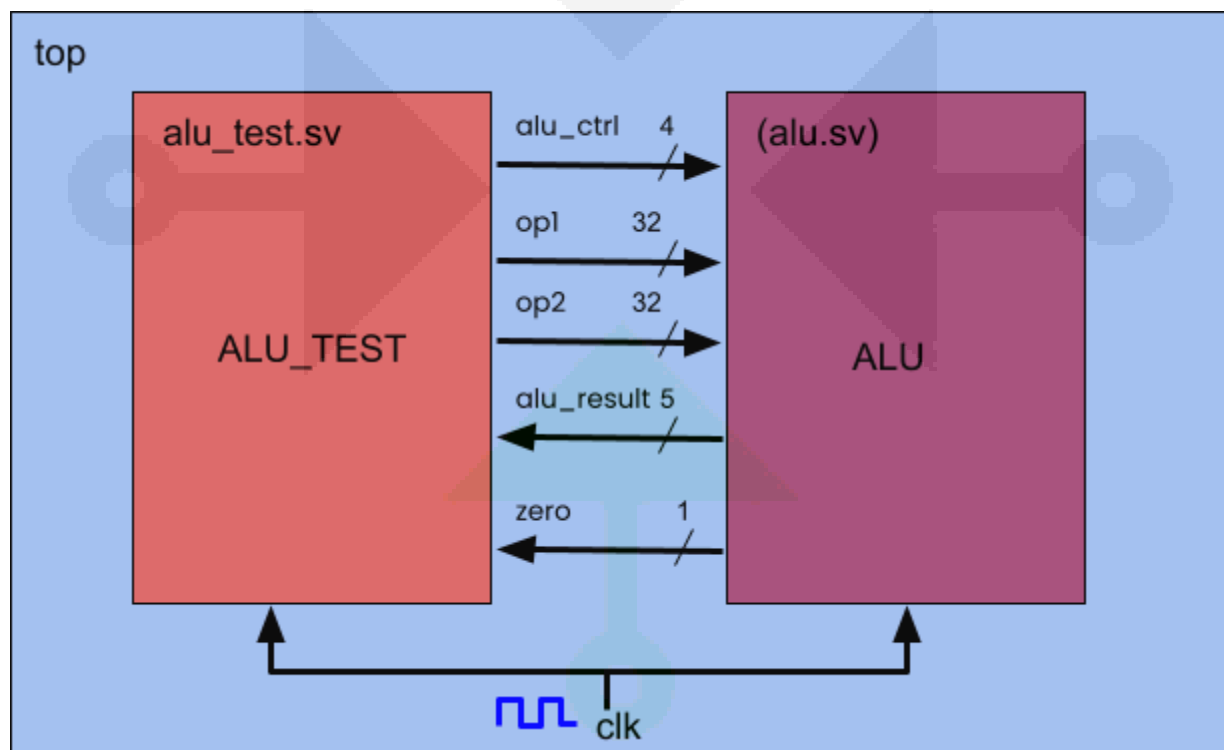 top
alu_test.sv
ALU_TEST
alu_ctrl 4
op1 32
op2 32
alu_result 5
zero 1
(alu.sv)
ALU
clk